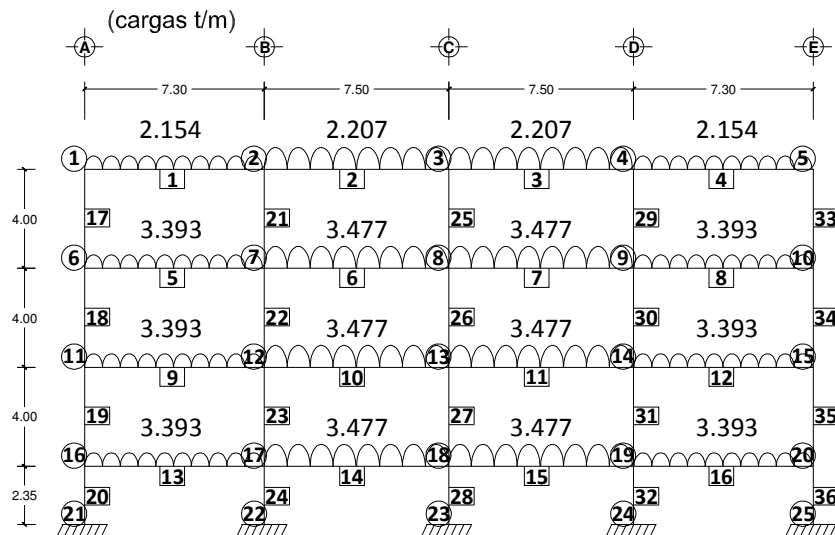 (cargas t/m)
A B C D E
7.30 7.50 7.50 7.30
2.154 2.207 2.207 2.154
1 2 3 4 5
1 2 3 4
4.00 17 3.393 21 3.477 25 3.477 29 3.393 33
6 7 8 9 10
5 6 7 8
4.00 18 3.393 22 3.477 26 3.477 30 3.393 34
11 12 13 14 15
9 10 11 12
4.00 19 3.393 23 3.477 27 3.477 31 3.393 35
16 17 18 19 20
13 14 15 16
2.35 20 24 28 32 36
21 22 23 24 25